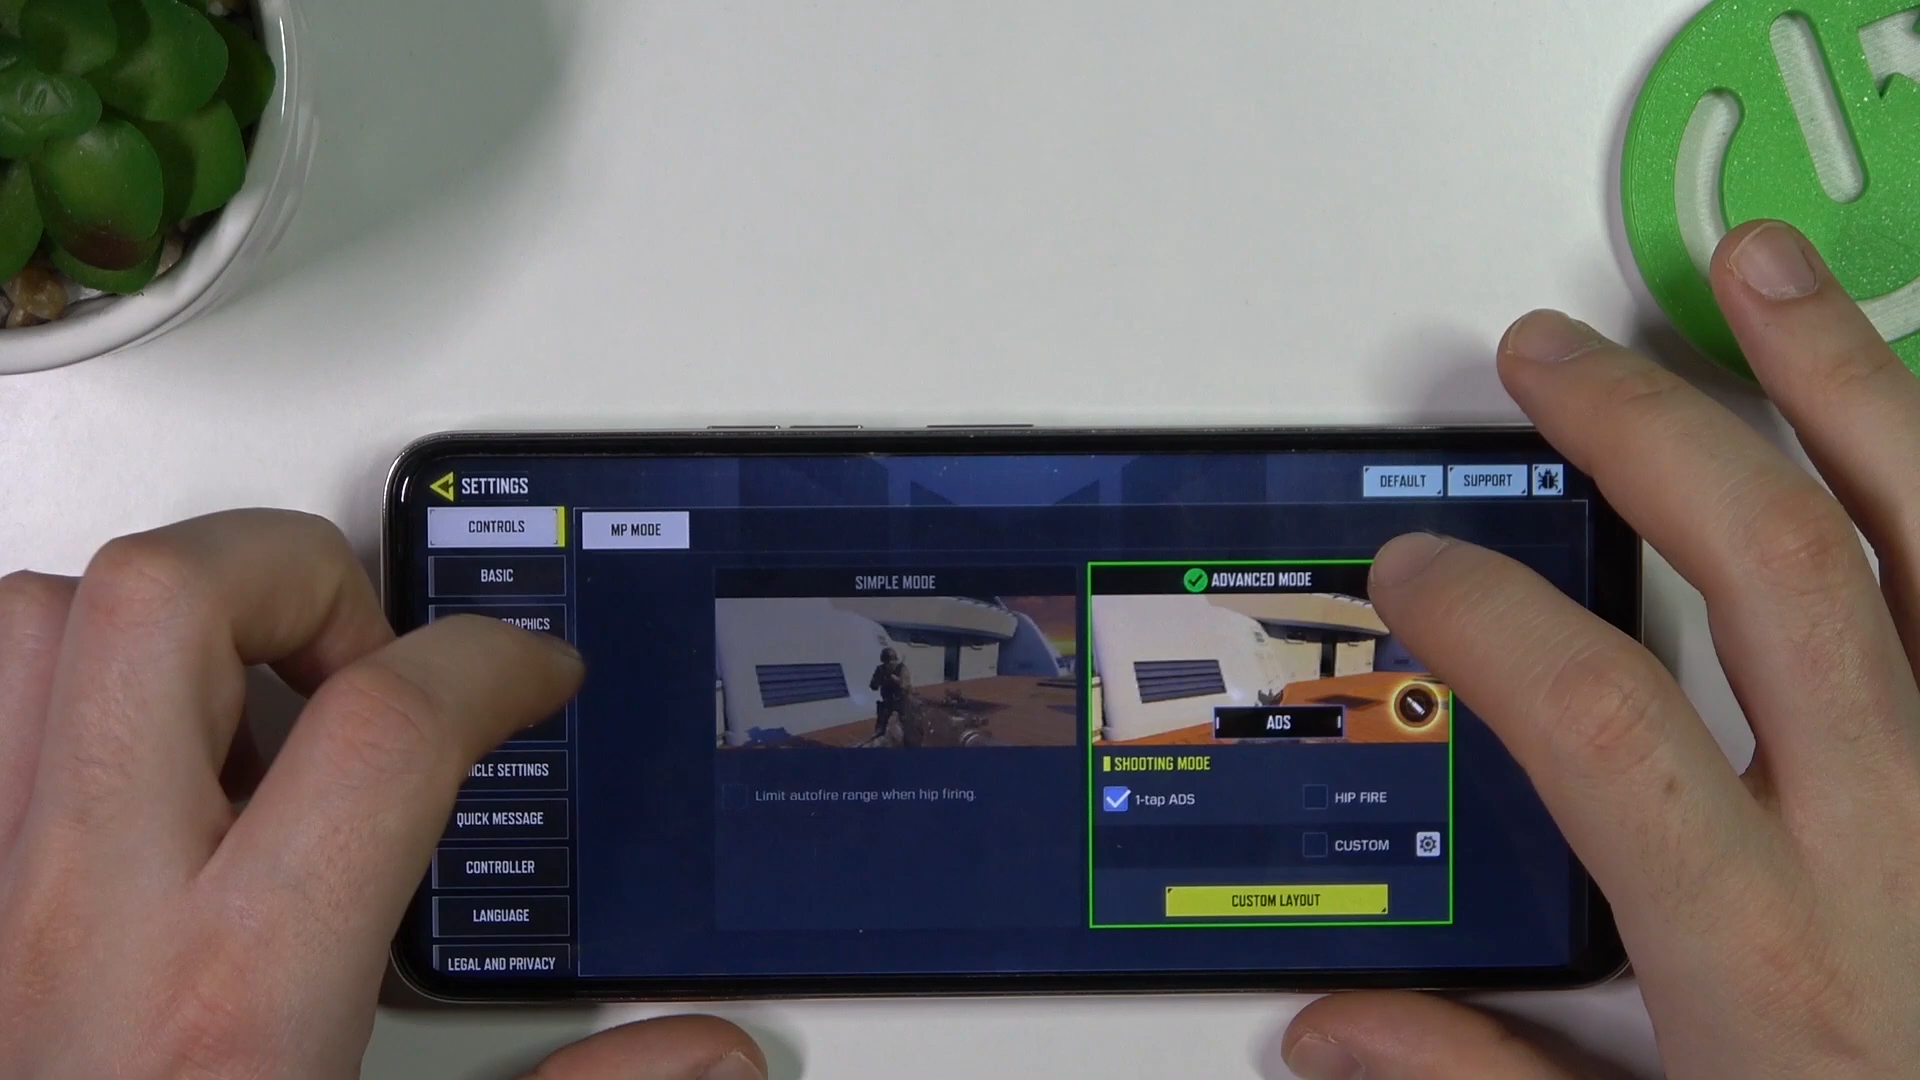 SETTINGS
DEFAULT
SUPPORT
CONTROLS
MP MODE
BASIC
SIMPLE MODE
ADVANCED MODE
ADS
SHOOTING MODE
Limit autofire range when hip firing.
1-tap ADS
HIP FIRE
SETTINGS
QUICK MESSAGE
CUSTOM
CONTROLLER
CUSTOM LAYOUT
LANGUAGE
LEGAL AND PRIVACY